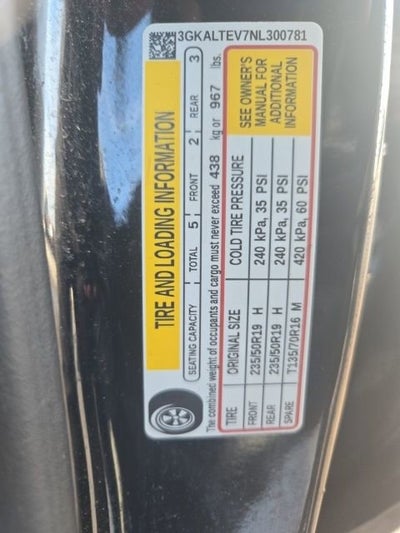 3GKALTEV7NL300781
TIRE AND LOADING INFORMATION
SEATING CAPACITY TOTAL 5 FRONT 2 REAR 3
The combined weight of occupants and cargo must never exceed 438 kg or 967 lbs.
TIRE ORIGINAL SIZE COLD TIRE PRESSURE
FRONT 235/50R19 H 240 kPa, 35 PSI
REAR 235/50R19 H 240 kPa, 35 PSI
SPARE T135/70R16 M 420 kPa, 60 PSI
SEE OWNER'S
MANUAL FOR
ADDITIONAL
INFORMATION